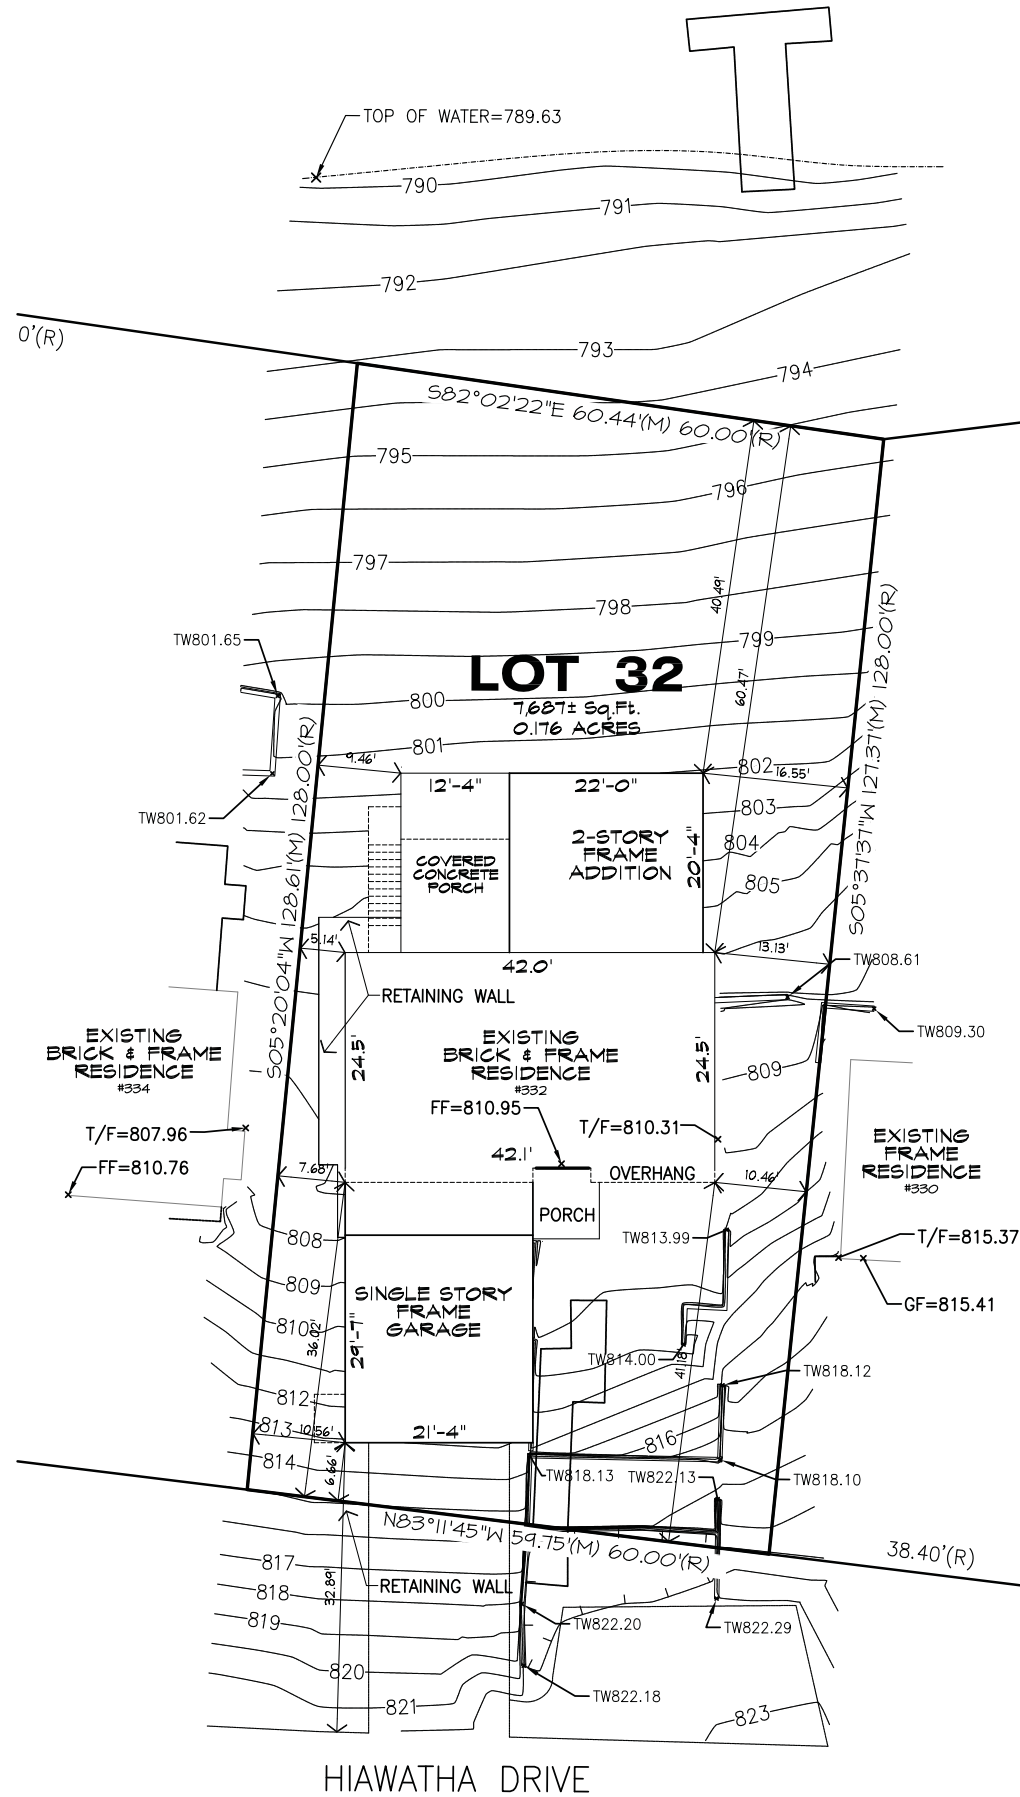 TOP OF WATER=789.63
790
791
792
793
794
0'(R)
S82°02'22"E 60.44'(M) 60.00'(R)
795
796
797
798
799
40.49'
60.47'
TW801.65
LOT 32
7,687± Sq.Ft.
0.176 ACRES
800
801
802
803
804
805
9.46'
16.55'
12'-4"
22'-0"
TW801.62
2-STORY
FRAME
ADDITION
20'-4"
COVERED
CONCRETE
PORCH
S05°20'04"W 128.61'(M) 128.00'(R)
S05°37'37"W 127.37'(M) 128.00'(R)
5.14'
13.13'
42.0'
TW808.61
RETAINING WALL
TW809.30
EXISTING
BRICK & FRAME
RESIDENCE
#334
24.5'
EXISTING
BRICK & FRAME
RESIDENCE
#332
24.5'
809
FF=810.95
T/F=807.96
T/F=810.31
FF=810.76
42.1'
OVERHANG
EXISTING
FRAME
RESIDENCE
#330
7.68'
10.46'
PORCH
808
TW813.99
T/F=815.37
809
GF=815.41
SINGLE STORY
FRAME
GARAGE
810
36.02'
29'-7"
TW814.00
41.18'
TW818.12
812
813
10.56'
21'-4"
816
814
6.66'
TW818.13
TW822.13
TW818.10
N83°11'45"W 59.75'(M) 60.00'(R)
38.40'(R)
817
818
819
32.89'
RETAINING WALL
TW822.20
TW822.29
820
821
TW822.18
823
HIAWATHA DRIVE